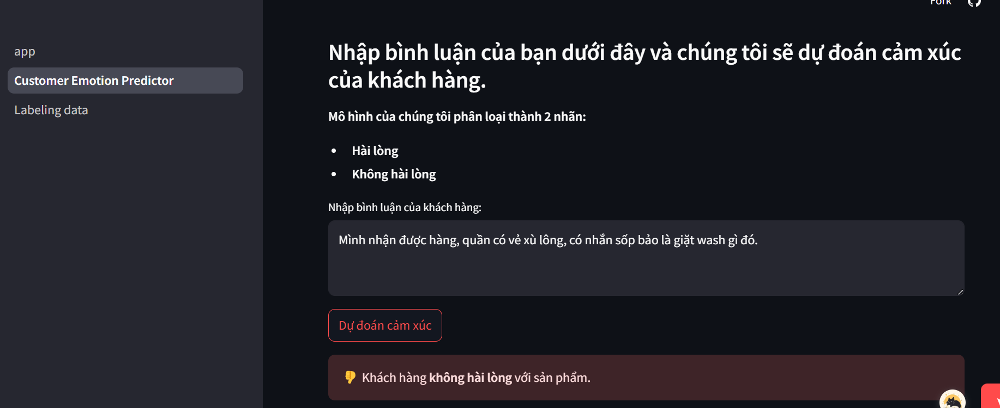 Fork
app
Customer Emotion Predictor
Labeling data
Nhập bình luận của bạn dưới đây và chúng tôi sẽ dự đoán cảm xúc
của khách hàng.
Mô hình của chúng tôi phân loại thành 2 nhãn:
• Hài lòng
• Không hài lòng
Nhập bình luận của khách hàng:
Mình nhận được hàng, quần có vẻ xù lông, có nhắn sốp bảo là giặt wash gì đó.
Dự đoán cảm xúc
👎 Khách hàng không hài lòng với sản phẩm.